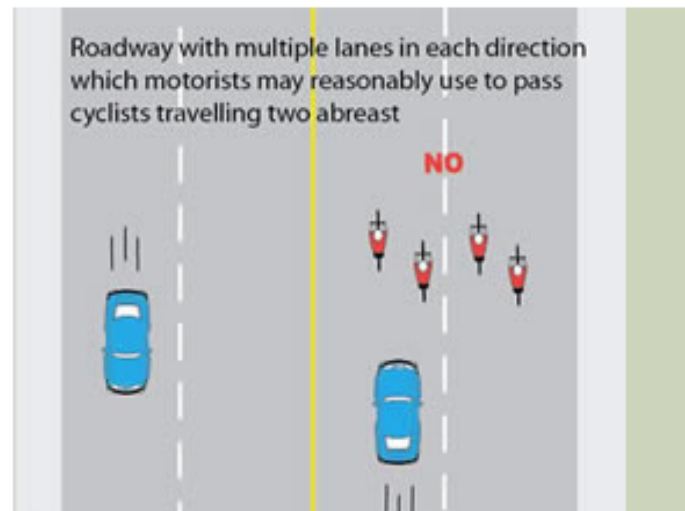 Roadway with multiple lanes in each direction
which motorists may reasonably use to pass
cyclists travelling two abreast
NO